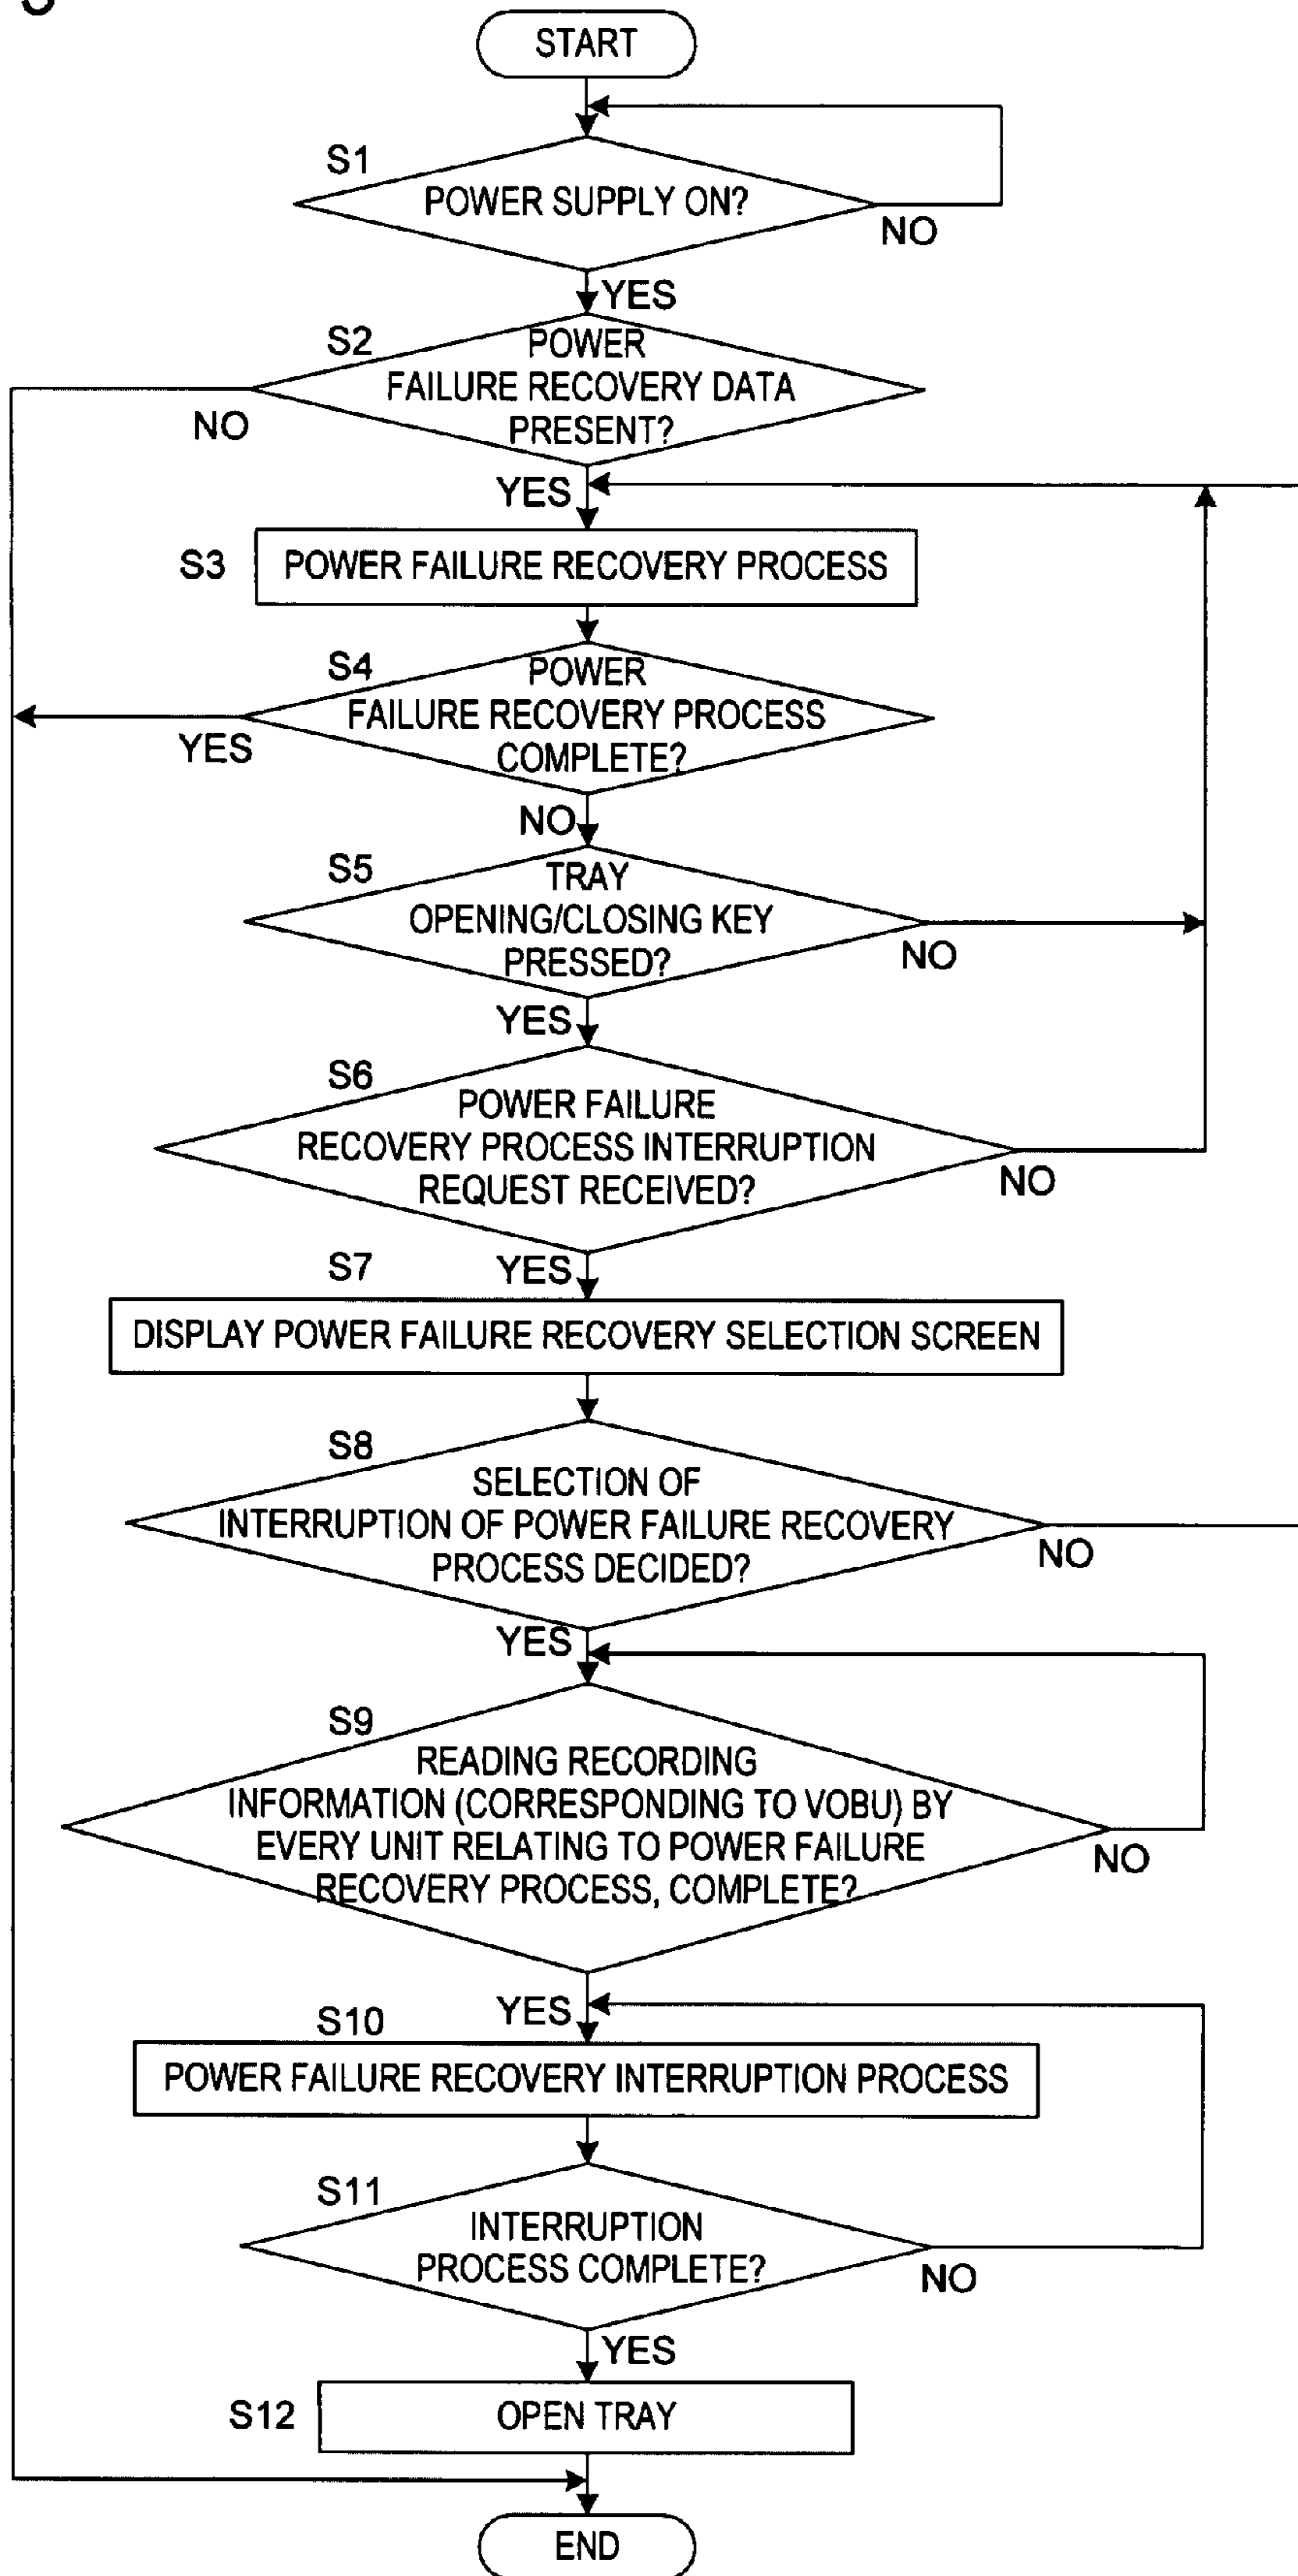 START
S1
POWER SUPPLY ON?
NO
YES
S2
POWER
FAILURE RECOVERY DATA
PRESENT?
NO
YES
S3
POWER FAILURE RECOVERY PROCESS
S4
POWER
FAILURE RECOVERY PROCESS
COMPLETE?
YES
NO
S5
TRAY
OPENING/CLOSING KEY
PRESSED?
NO
YES
S6
POWER FAILURE
RECOVERY PROCESS INTERRUPTION
REQUEST RECEIVED?
NO
YES
S7
DISPLAY POWER FAILURE RECOVERY SELECTION SCREEN
S8
SELECTION OF
INTERRUPTION OF POWER FAILURE RECOVERY
PROCESS DECIDED?
NO
YES
S9
READING RECORDING
INFORMATION (CORRESPONDING TO VOBU) BY
EVERY UNIT RELATING TO POWER FAILURE
RECOVERY PROCESS, COMPLETE?
NO
YES
S10
POWER FAILURE RECOVERY INTERRUPTION PROCESS
S11
INTERRUPTION
PROCESS COMPLETE?
NO
YES
S12
OPEN TRAY
END